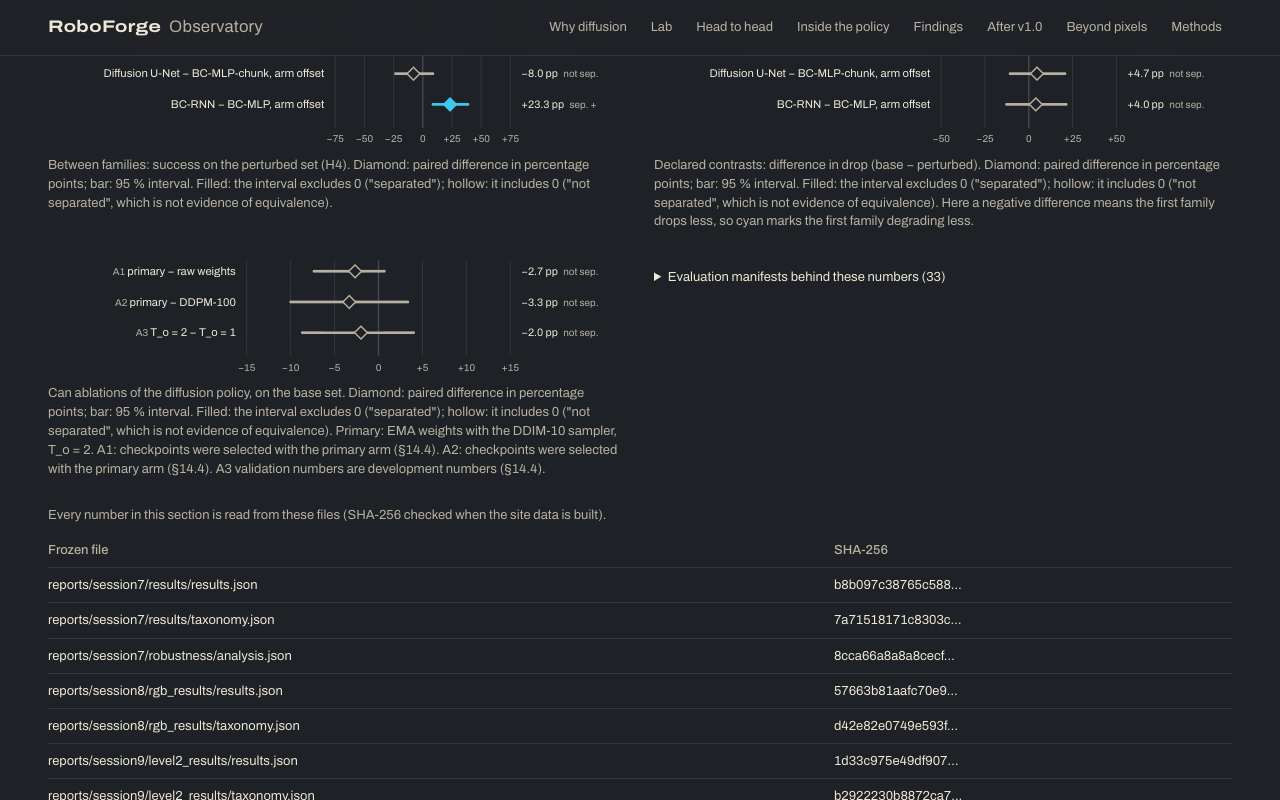 RoboForge Observatory
Why diffusion
Lab
Head to head
Inside the policy
Findings
After v1.0
Beyond pixels
Methods
Diffusion U-Net – BC-MLP-chunk, arm offset
−8.0 pp not sep.
BC-RNN – BC-MLP, arm offset
+23.3 pp sep. +
−75 −50 −25 0 +25 +50 +75
Between families: success on the perturbed set (H4). Diamond: paired difference in percentage
points; bar: 95 % interval. Filled: the interval excludes 0 ("separated"); hollow: it includes 0 ("not
separated", which is not evidence of equivalence).
Diffusion U-Net – BC-MLP-chunk, arm offset
+4.7 pp not sep.
BC-RNN – BC-MLP, arm offset
+4.0 pp not sep.
−50 −25 0 +25 +50
Declared contrasts: difference in drop (base – perturbed). Diamond: paired difference in percentage
points; bar: 95 % interval. Filled: the interval excludes 0 ("separated"); hollow: it includes 0 ("not
separated", which is not evidence of equivalence). Here a negative difference means the first family
drops less, so cyan marks the first family degrading less.
A1 primary – raw weights
−2.7 pp not sep.
A2 primary – DDPM-100
−3.3 pp not sep.
A3 T_o = 2 – T_o = 1
−2.0 pp not sep.
−15 −10 −5 0 +5 +10 +15
Can ablations of the diffusion policy, on the base set. Diamond: paired difference in percentage
points; bar: 95 % interval. Filled: the interval excludes 0 ("separated"); hollow: it includes 0 ("not
separated", which is not evidence of equivalence). Primary: EMA weights with the DDIM-10 sampler,
T_o = 2. A1: checkpoints were selected with the primary arm (§14.4). A2: checkpoints were selected
with the primary arm (§14.4). A3 validation numbers are development numbers (§14.4).
▶ Evaluation manifests behind these numbers (33)
Every number in this section is read from these files (SHA-256 checked when the site data is built).
Frozen file
SHA-256
reports/session7/results/results.json
b8b097c38765c588…
reports/session7/results/taxonomy.json
7a71518171c8303c…
reports/session7/robustness/analysis.json
8cca66a8a8a8cecf…
reports/session8/rgb_results/results.json
57663b81aafc70e9…
reports/session8/rgb_results/taxonomy.json
d42e82e0749e593f…
reports/session9/level2_results/results.json
1d33c975e49df907…
reports/session9/level2_results/taxonomy.json
b2922230b8872ca7…